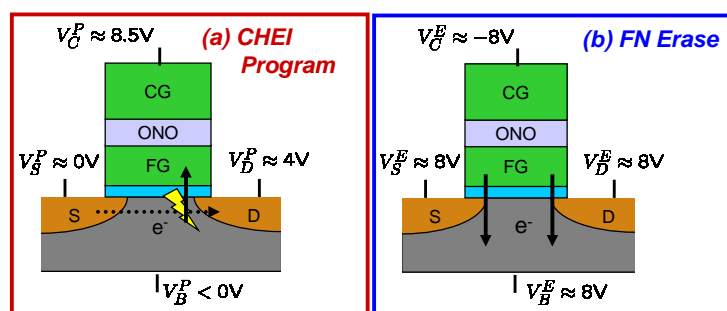 V_C^P ≈ 8.5V
(a) CHEI
Program
CG
ONO
FG
V_S^P ≈ 0V
V_D^P ≈ 4V
S
D
e-
V_B^P < 0V
V_C^E ≈ −8V
(b) FN Erase
CG
ONO
FG
V_S^E ≈ 8V
V_D^E ≈ 8V
S
D
e-
V_B^E ≈ 8V